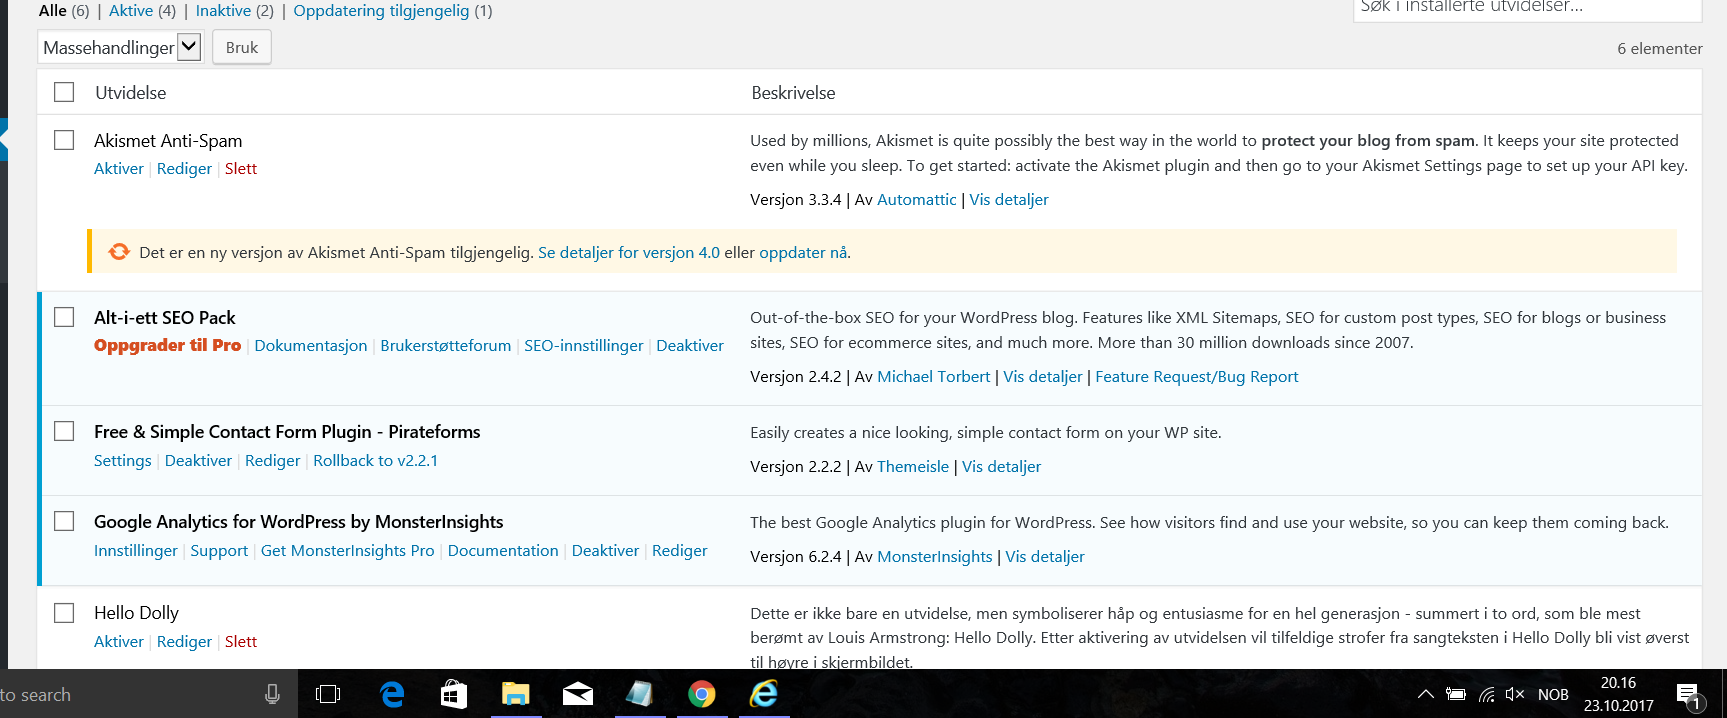 Alle (6) | Aktive (4) | Inaktive (2) | Oppdatering tilgjengelig (1)
Søk i installerte utvidelser...
Massehandlinger Bruk
6 elementer
Utvidelse Beskrivelse
Akismet Anti-Spam
Aktiver | Rediger | Slett
Used by millions, Akismet is quite possibly the best way in the world to protect your blog from spam. It keeps your site protected
even while you sleep. To get started: activate the Akismet plugin and then go to your Akismet Settings page to set up your API key.
Versjon 3.3.4 | Av Automattic | Vis detaljer
Det er en ny versjon av Akismet Anti-Spam tilgjengelig. Se detaljer for versjon 4.0 eller oppdater nå.
Alt-i-ett SEO Pack
Oppgrader til Pro | Dokumentasjon | Brukerstøtteforum | SEO-innstillinger | Deaktiver
Out-of-the-box SEO for your WordPress blog. Features like XML Sitemaps, SEO for custom post types, SEO for blogs or business
sites, SEO for ecommerce sites, and much more. More than 30 million downloads since 2007.
Versjon 2.4.2 | Av Michael Torbert | Vis detaljer | Feature Request/Bug Report
Free & Simple Contact Form Plugin - Pirateforms
Settings | Deaktiver | Rediger | Rollback to v2.2.1
Easily creates a nice looking, simple contact form on your WP site.
Versjon 2.2.2 | Av Themeisle | Vis detaljer
Google Analytics for WordPress by MonsterInsights
Innstillinger | Support | Get MonsterInsights Pro | Documentation | Deaktiver | Rediger
The best Google Analytics plugin for WordPress. See how visitors find and use your website, so you can keep them coming back.
Versjon 6.2.4 | Av MonsterInsights | Vis detaljer
Hello Dolly
Aktiver | Rediger | Slett
Dette er ikke bare en utvidelse, men symboliserer håp og entusiasme for en hel generasjon - summert i to ord, som ble mest
berømt av Louis Armstrong: Hello Dolly. Etter aktivering av utvidelsen vil tilfeldige strofer fra sangteksten i Hello Dolly bli vist øverst
til høyre i skjermbildet.
to search
NOB
20.16
23.10.2017
1